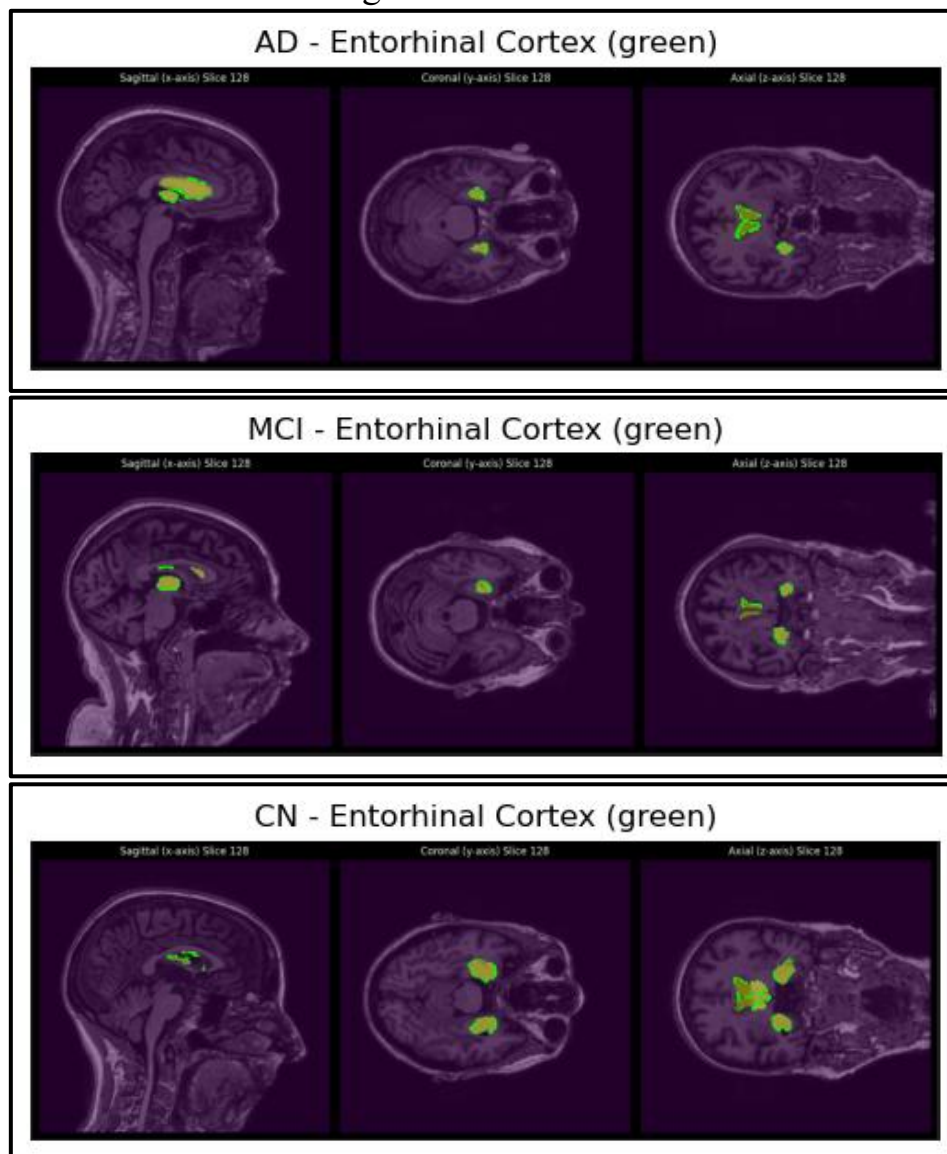 AD - Entorhinal Cortex (green)
Sagittal (x-axis) Slice 128
Coronal (y-axis) Slice 128
Axial (z-axis) Slice 128
MCI - Entorhinal Cortex (green)
Sagittal (x-axis) Slice 128
Coronal (y-axis) Slice 128
Axial (z-axis) Slice 128
CN - Entorhinal Cortex (green)
Sagittal (x-axis) Slice 128
Coronal (y-axis) Slice 128
Axial (z-axis) Slice 128